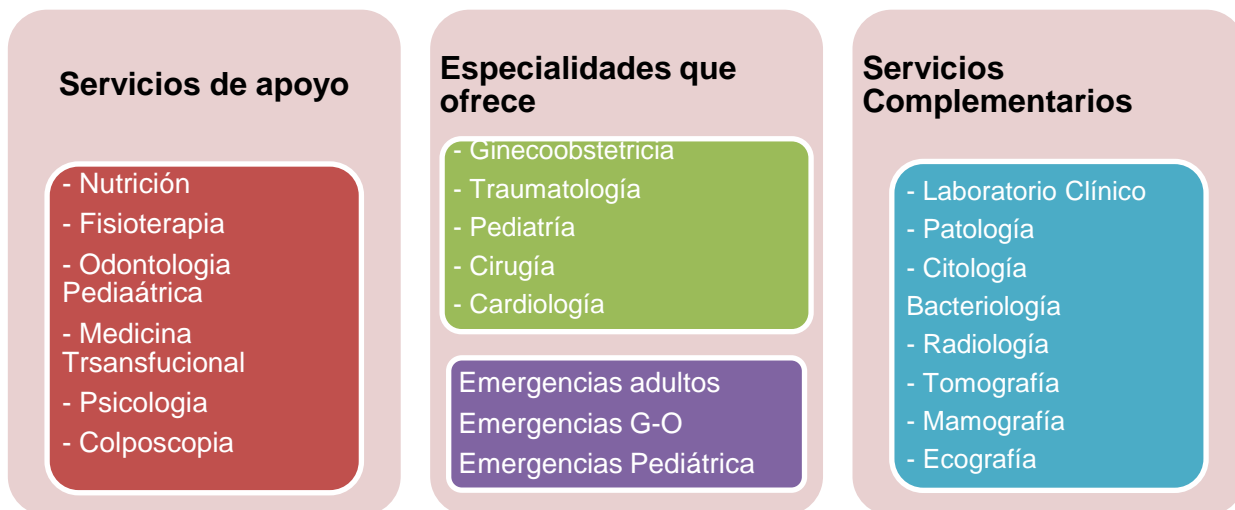 Servicios de apoyo
- Nutrición
- Fisioterapia
- Odontologia
Pediaátrica
- Medicina
Trsansfucional
- Psicologia
- Colposcopia
Especialidades que
ofrece
- Ginecoobstetricia
- Traumatología
- Pediatría
- Cirugía
- Cardiología
Emergencias adultos
Emergencias G-O
Emergencias Pediátrica
Servicios
Complementarios
- Laboratorio Clínico
- Patología
- Citología
Bacteriología
- Radiología
- Tomografía
- Mamografía
- Ecografía